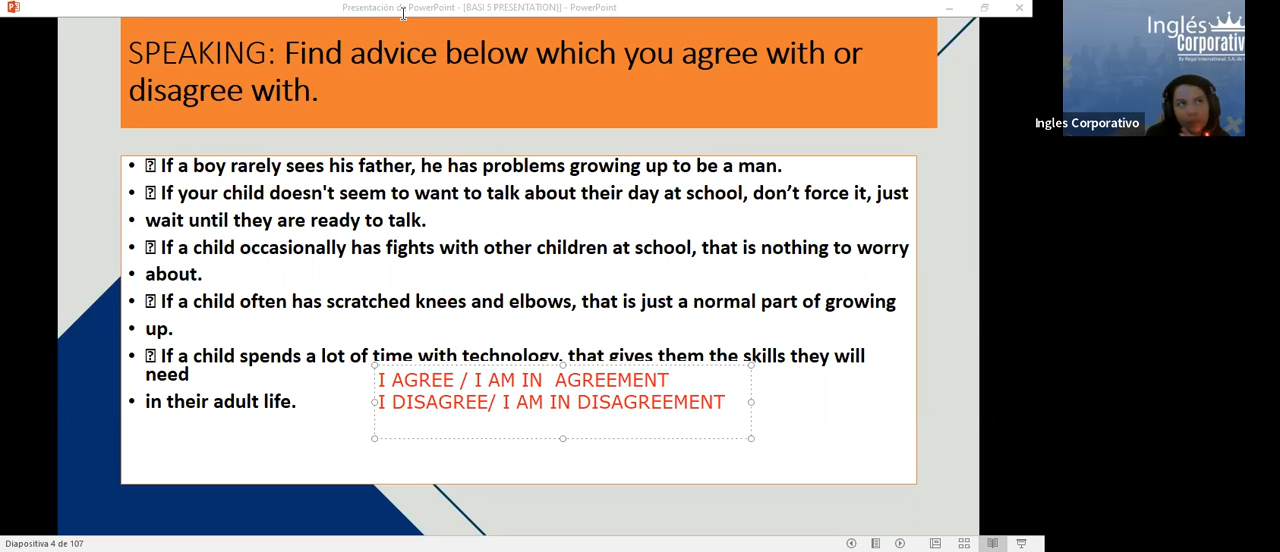 Presentación de PowerPoint - [BASI 5 PRESENTATION)] - PowerPoint
SPEAKING: Find advice below which you agree with or
disagree with.
• If a boy rarely sees his father, he has problems growing up to be a man.
• If your child doesn't seem to want to talk about their day at school, don’t force it, just
• wait until they are ready to talk.
• If a child occasionally has fights with other children at school, that is nothing to worry
• about.
• If a child often has scratched knees and elbows, that is just a normal part of growing
• up.
• If a child spends a lot of time with technology, that gives them the skills they will
need
• in their adult life.
I AGREE / I AM IN AGREEMENT
I DISAGREE/ I AM IN DISAGREEMENT
Inglés
Corporativ
By Regal International, S.A. de
Ingles Corporativo
Diapositiva 4 de 107